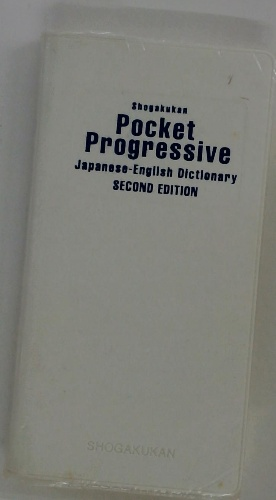 Shogakukan
Pocket
Progressive
Japanese-English Dictionary
SECOND EDITION
SHOGAKUKAN